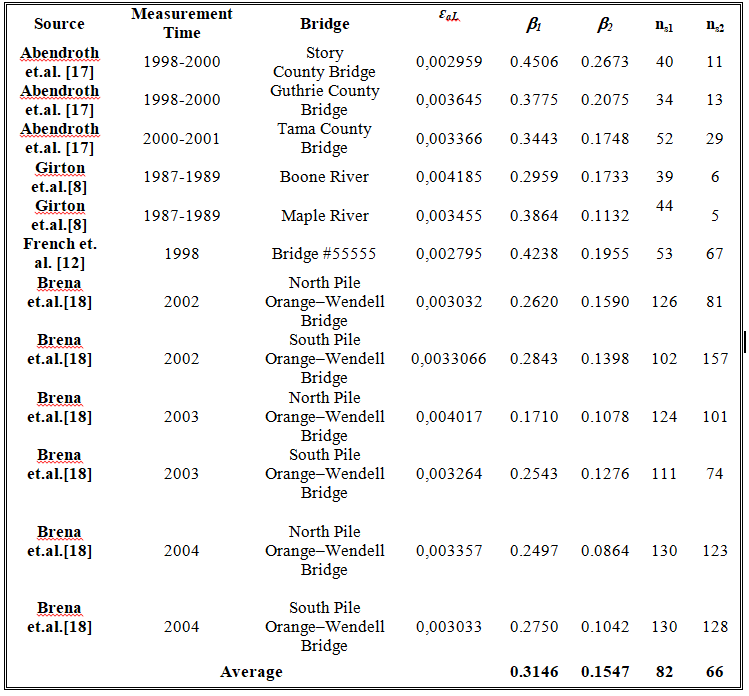 Source Measurement Time Bridge εaL β1 β2 ns1 ns2
Abendroth et.al. [17] 1998-2000 Story County Bridge 0,002959 0.4506 0.2673 40 11
Abendroth et.al. [17] 1998-2000 Guthrie County Bridge 0,003645 0.3775 0.2075 34 13
Abendroth et.al. [17] 2000-2001 Tama County Bridge 0,003366 0.3443 0.1748 52 29
Girton et.al.[8] 1987-1989 Boone River 0,004185 0.2959 0.1733 39 6
Girton et.al.[8] 1987-1989 Maple River 0,003455 0.3864 0.1132 44 5
French et. al. [12] 1998 Bridge #55555 0,002795 0.4238 0.1955 53 67
Brena et.al.[18] 2002 North Pile Orange–Wendell Bridge 0,003032 0.2620 0.1590 126 81
Brena et.al.[18] 2002 South Pile Orange–Wendell Bridge 0,0033066 0.2843 0.1398 102 157
Brena et.al.[18] 2003 North Pile Orange–Wendell Bridge 0,004017 0.1710 0.1078 124 101
Brena et.al.[18] 2003 South Pile Orange–Wendell Bridge 0,003264 0.2543 0.1276 111 74
Brena et.al.[18] 2004 North Pile Orange–Wendell Bridge 0,003357 0.2497 0.0864 130 123
Brena et.al.[18] 2004 South Pile Orange–Wendell Bridge 0,003033 0.2750 0.1042 130 128
Average 0.3146 0.1547 82 66